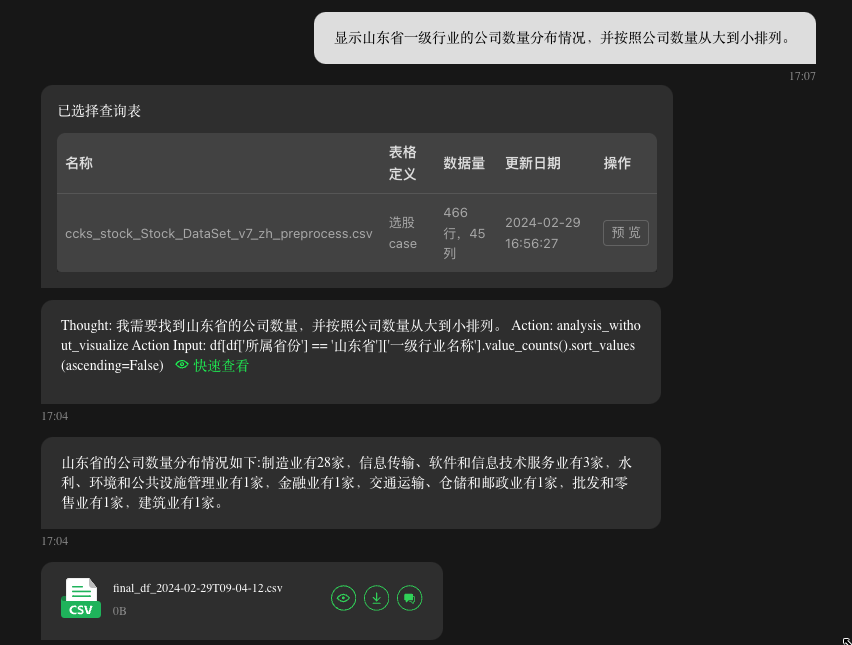 显示山东省一级行业的公司数量分布情况，并按照公司数量从大到小排列。
17:07
已选择查询表
名称 表格定义 数据量 更新日期 操作
ccks_stock_Stock_DataSet_v7_zh_preprocess.csv 选股case 466行，45列 2024-02-29 16:56:27 预 览
Thought: 我需要找到山东省的公司数量，并按照公司数量从大到小排列。 Action: analysis_witho
ut_visualize Action Input: df[df['所属省份'] == '山东省']['一级行业名称'].value_counts().sort_values
(ascending=False) 快速查看
17:04
山东省的公司数量分布情况如下:制造业有28家，信息传输、软件和信息技术服务业有3家，水
利、环境和公共设施管理业有1家，金融业有1家，交通运输、仓储和邮政业有1家，批发和零
售业有1家，建筑业有1家。
17:04
CSV
final_df_2024-02-29T09-04-12.csv
0B